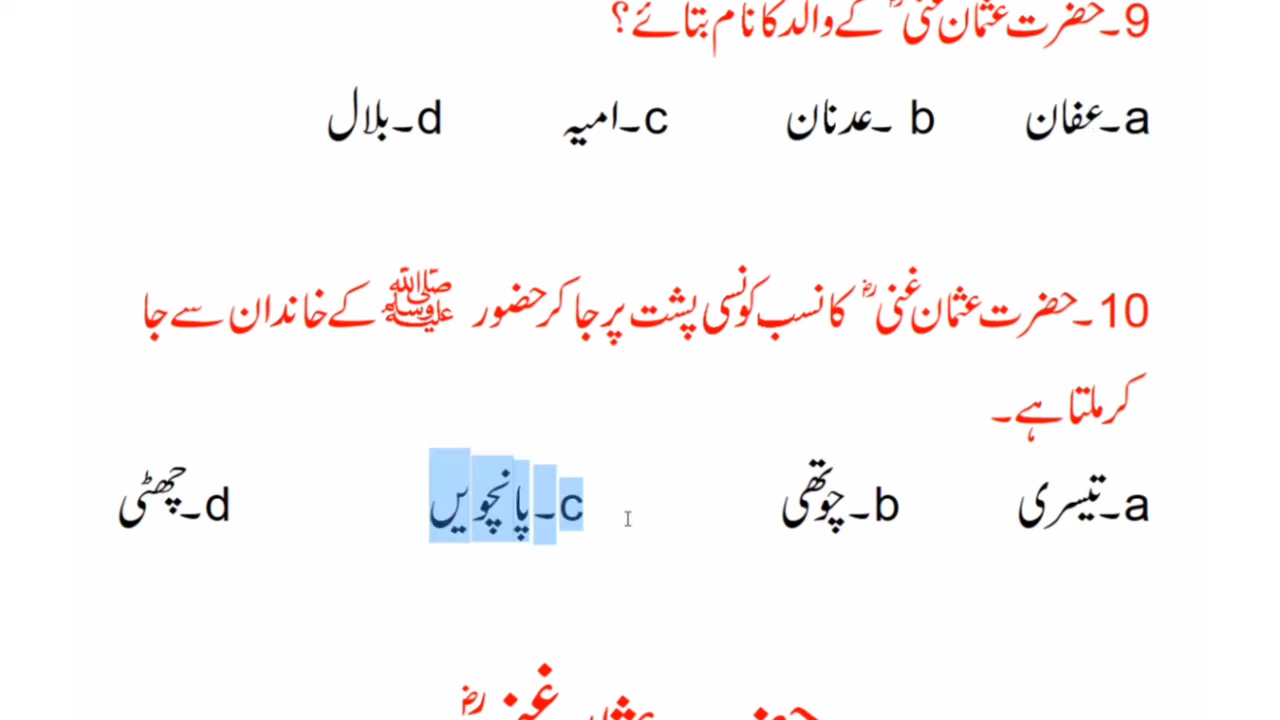 9۔حضرت عثمان غنیؓ کے والد کا نام بتائے؟
a۔عفان b ۔عدنان c۔امیہ d۔بلال
10۔حضرت عثمان غنیؓ کا نسب کونسی پشت پر جا کر حضور ﷺ کے خاندان سے جا
کر ملتا ہے۔
a۔تیسری b۔چوتھی c۔پانچویں d۔چھٹی